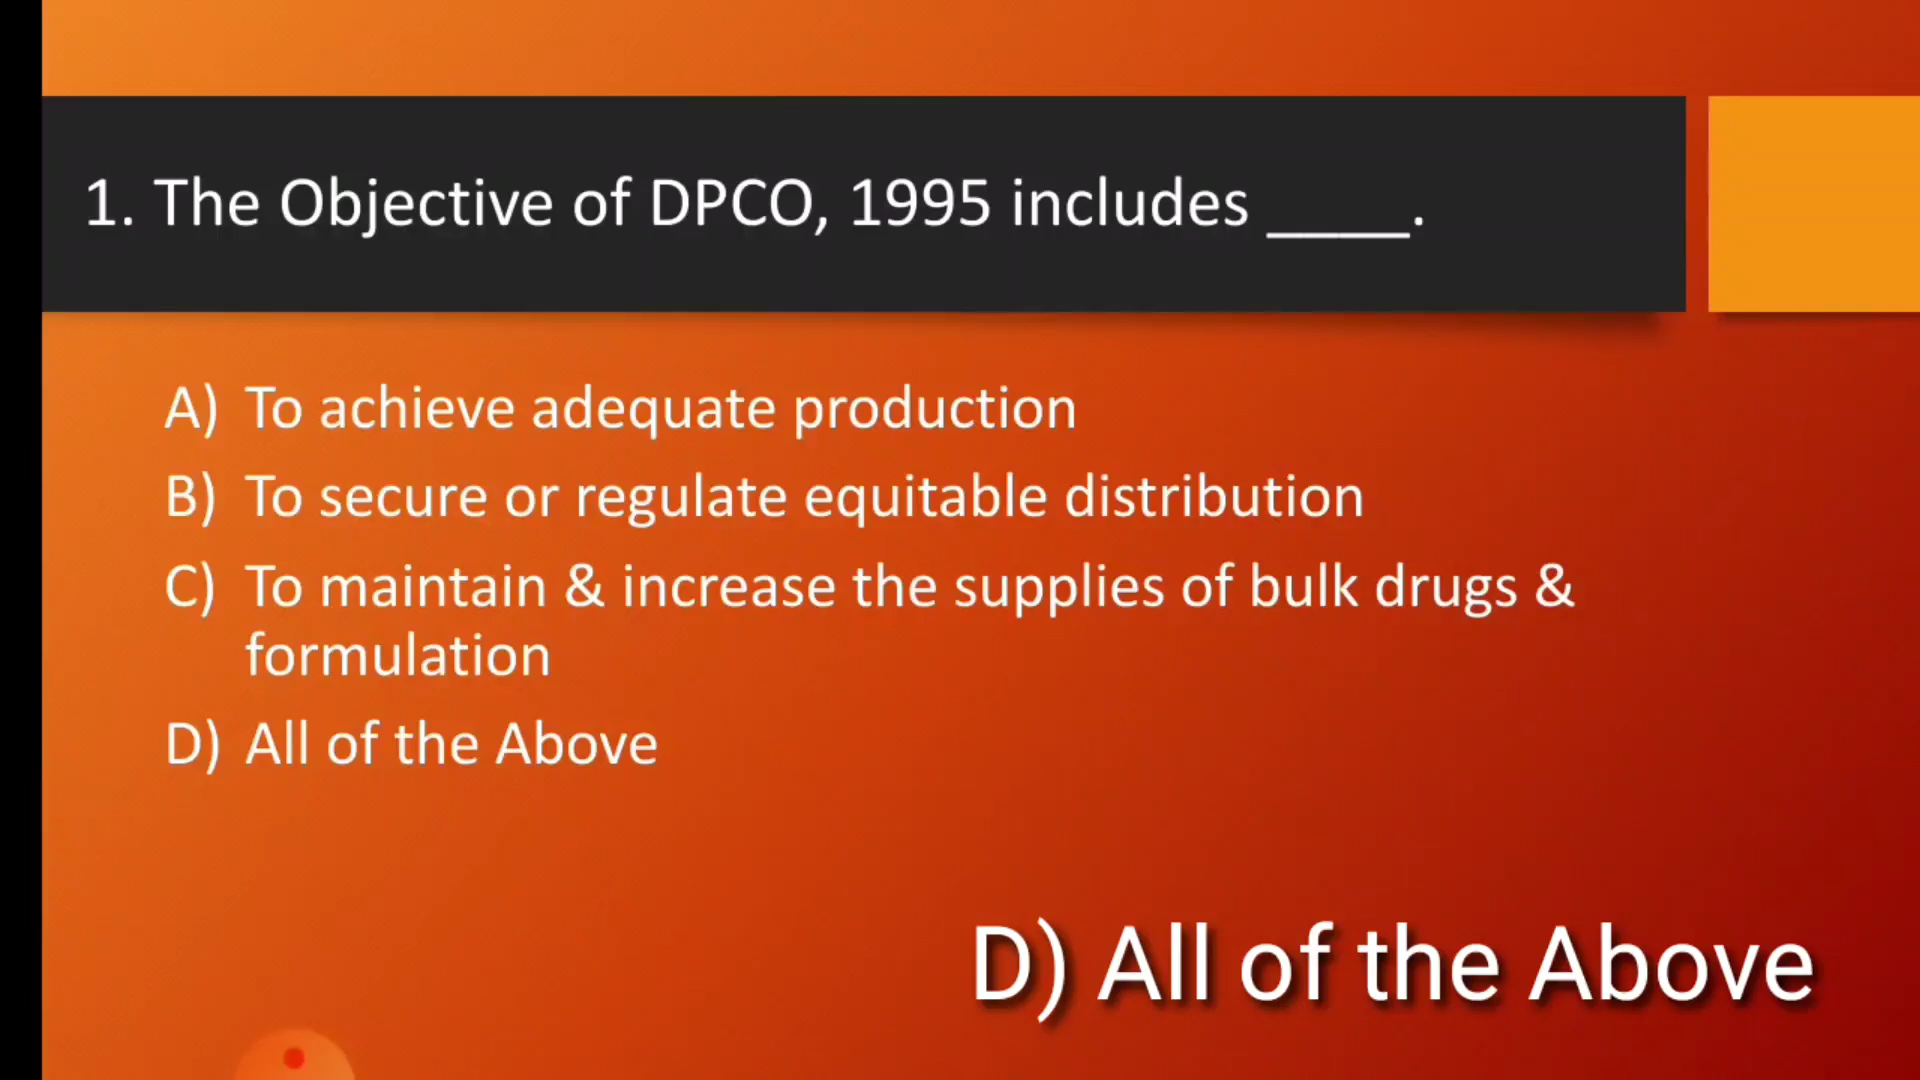 1. The Objective of DPCO, 1995 includes ____.
A) To achieve adequate production
B) To secure or regulate equitable distribution
C) To maintain & increase the supplies of bulk drugs &
formulation
D) All of the Above
D) All of the Above